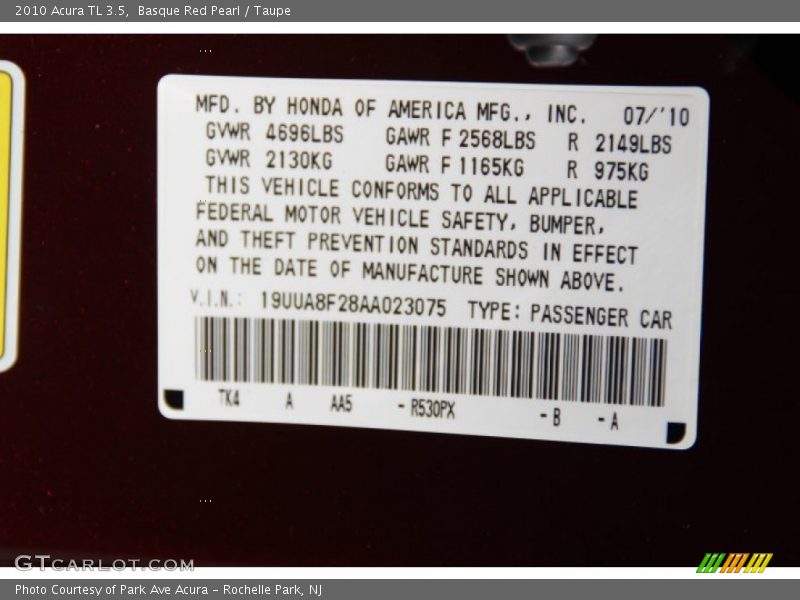 2010 Acura TL 3.5,  Basque Red Pearl / Taupe
MFD. BY HONDA OF AMERICA MFG., INC. 07/'10
GVWR 4696LBS GAWR F 2568LBS R 2149LBS
GVWR 2130KG GAWR F 1165KG R 975KG
THIS VEHICLE CONFORMS TO ALL APPLICABLE
FEDERAL MOTOR VEHICLE SAFETY, BUMPER,
AND THEFT PREVENTION STANDARDS IN EFFECT
ON THE DATE OF MANUFACTURE SHOWN ABOVE.
V.I.N.: 19UUA8F28AA023075 TYPE: PASSENGER CAR
TK4 A AA5 -R530PX -B -A
GTCARLOT.COM
Photo Courtesy of Park Ave Acura - Rochelle Park, NJ